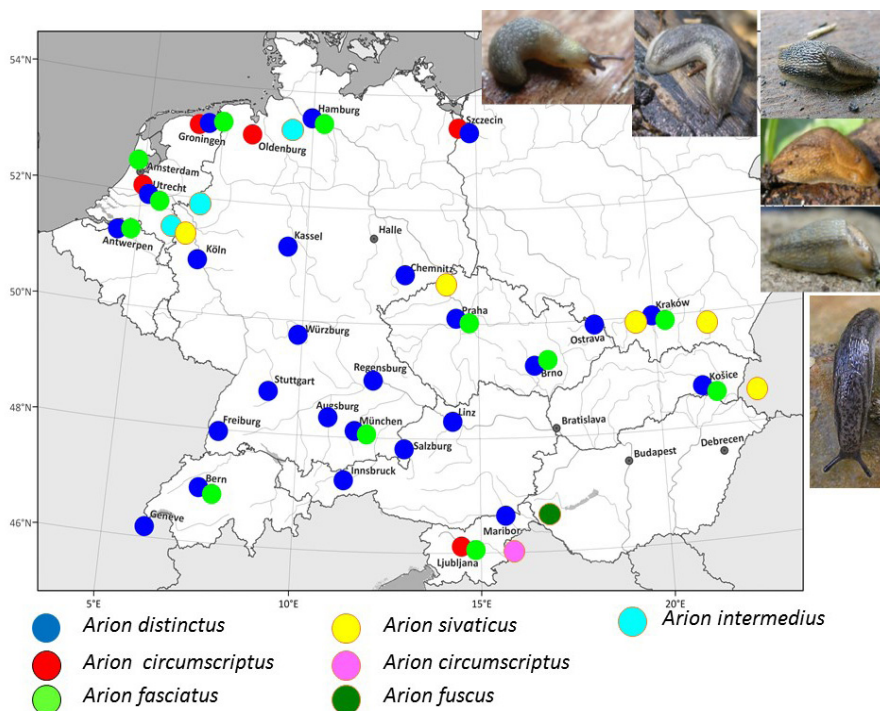 54°N
Hamburg
Groningen
Oldenburg
Szczecin
Amsterdam
52°N
Utrecht
Antwerpen
Köln
Kassel
Halle
Chemnitz
50°N
Praha
Kraków
Ostrava
Würzburg
Brno
Regensburg
Košice
Stuttgart
48°N
Augsburg
Linz
Freiburg
München
Bratislava
Salzburg
Debrecen
Budapest
Innsbruck
Bern
46°N
Genève
Maribor
Ljubljana
5°E
10°E
15°E
20°E
Arion distinctus
Arion sivaticus
Arion intermedius
Arion circumscriptus
Arion circumscriptus
Arion fasciatus
Arion fuscus